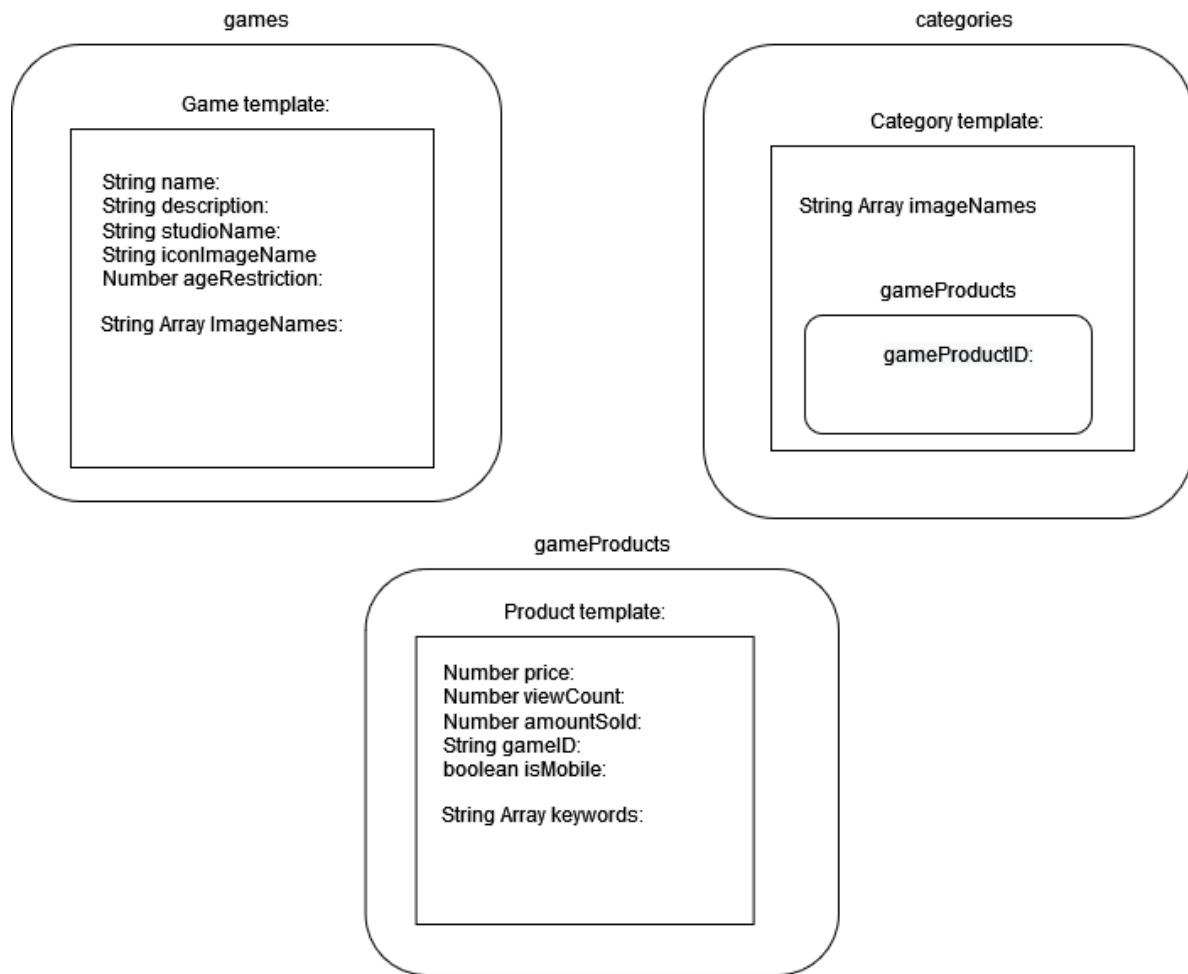 games
Game template:
String name:
String description:
String studioName:
String iconImageName
Number ageRestriction:
String Array ImageNames:
categories
Category template:
String Array imageNames
gameProducts
gameProductID:
gameProducts
Product template:
Number price:
Number viewCount:
Number amountSold:
String gameID:
boolean isMobile:
String Array keywords: